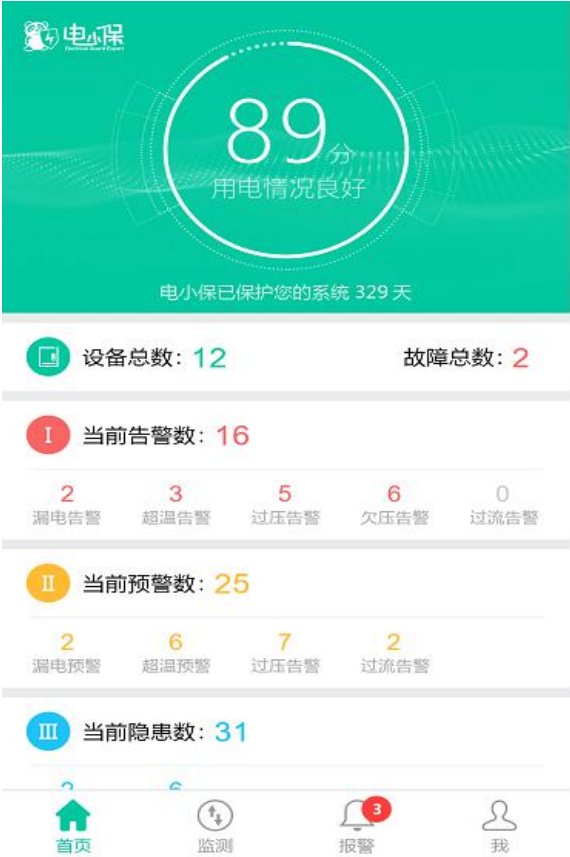 电小保
89分
用电情况良好
电小保已保护您的系统 329 天
设备总数：12 故障总数：2
I 当前告警数：16
2 3 5 6 0
漏电告警 超温告警 过压告警 欠压告警 过流告警
II 当前预警数：25
2 6 7 2
漏电预警 超温预警 过压告警 过流告警
III 当前隐患数：31
3
首页 监测 报警 我